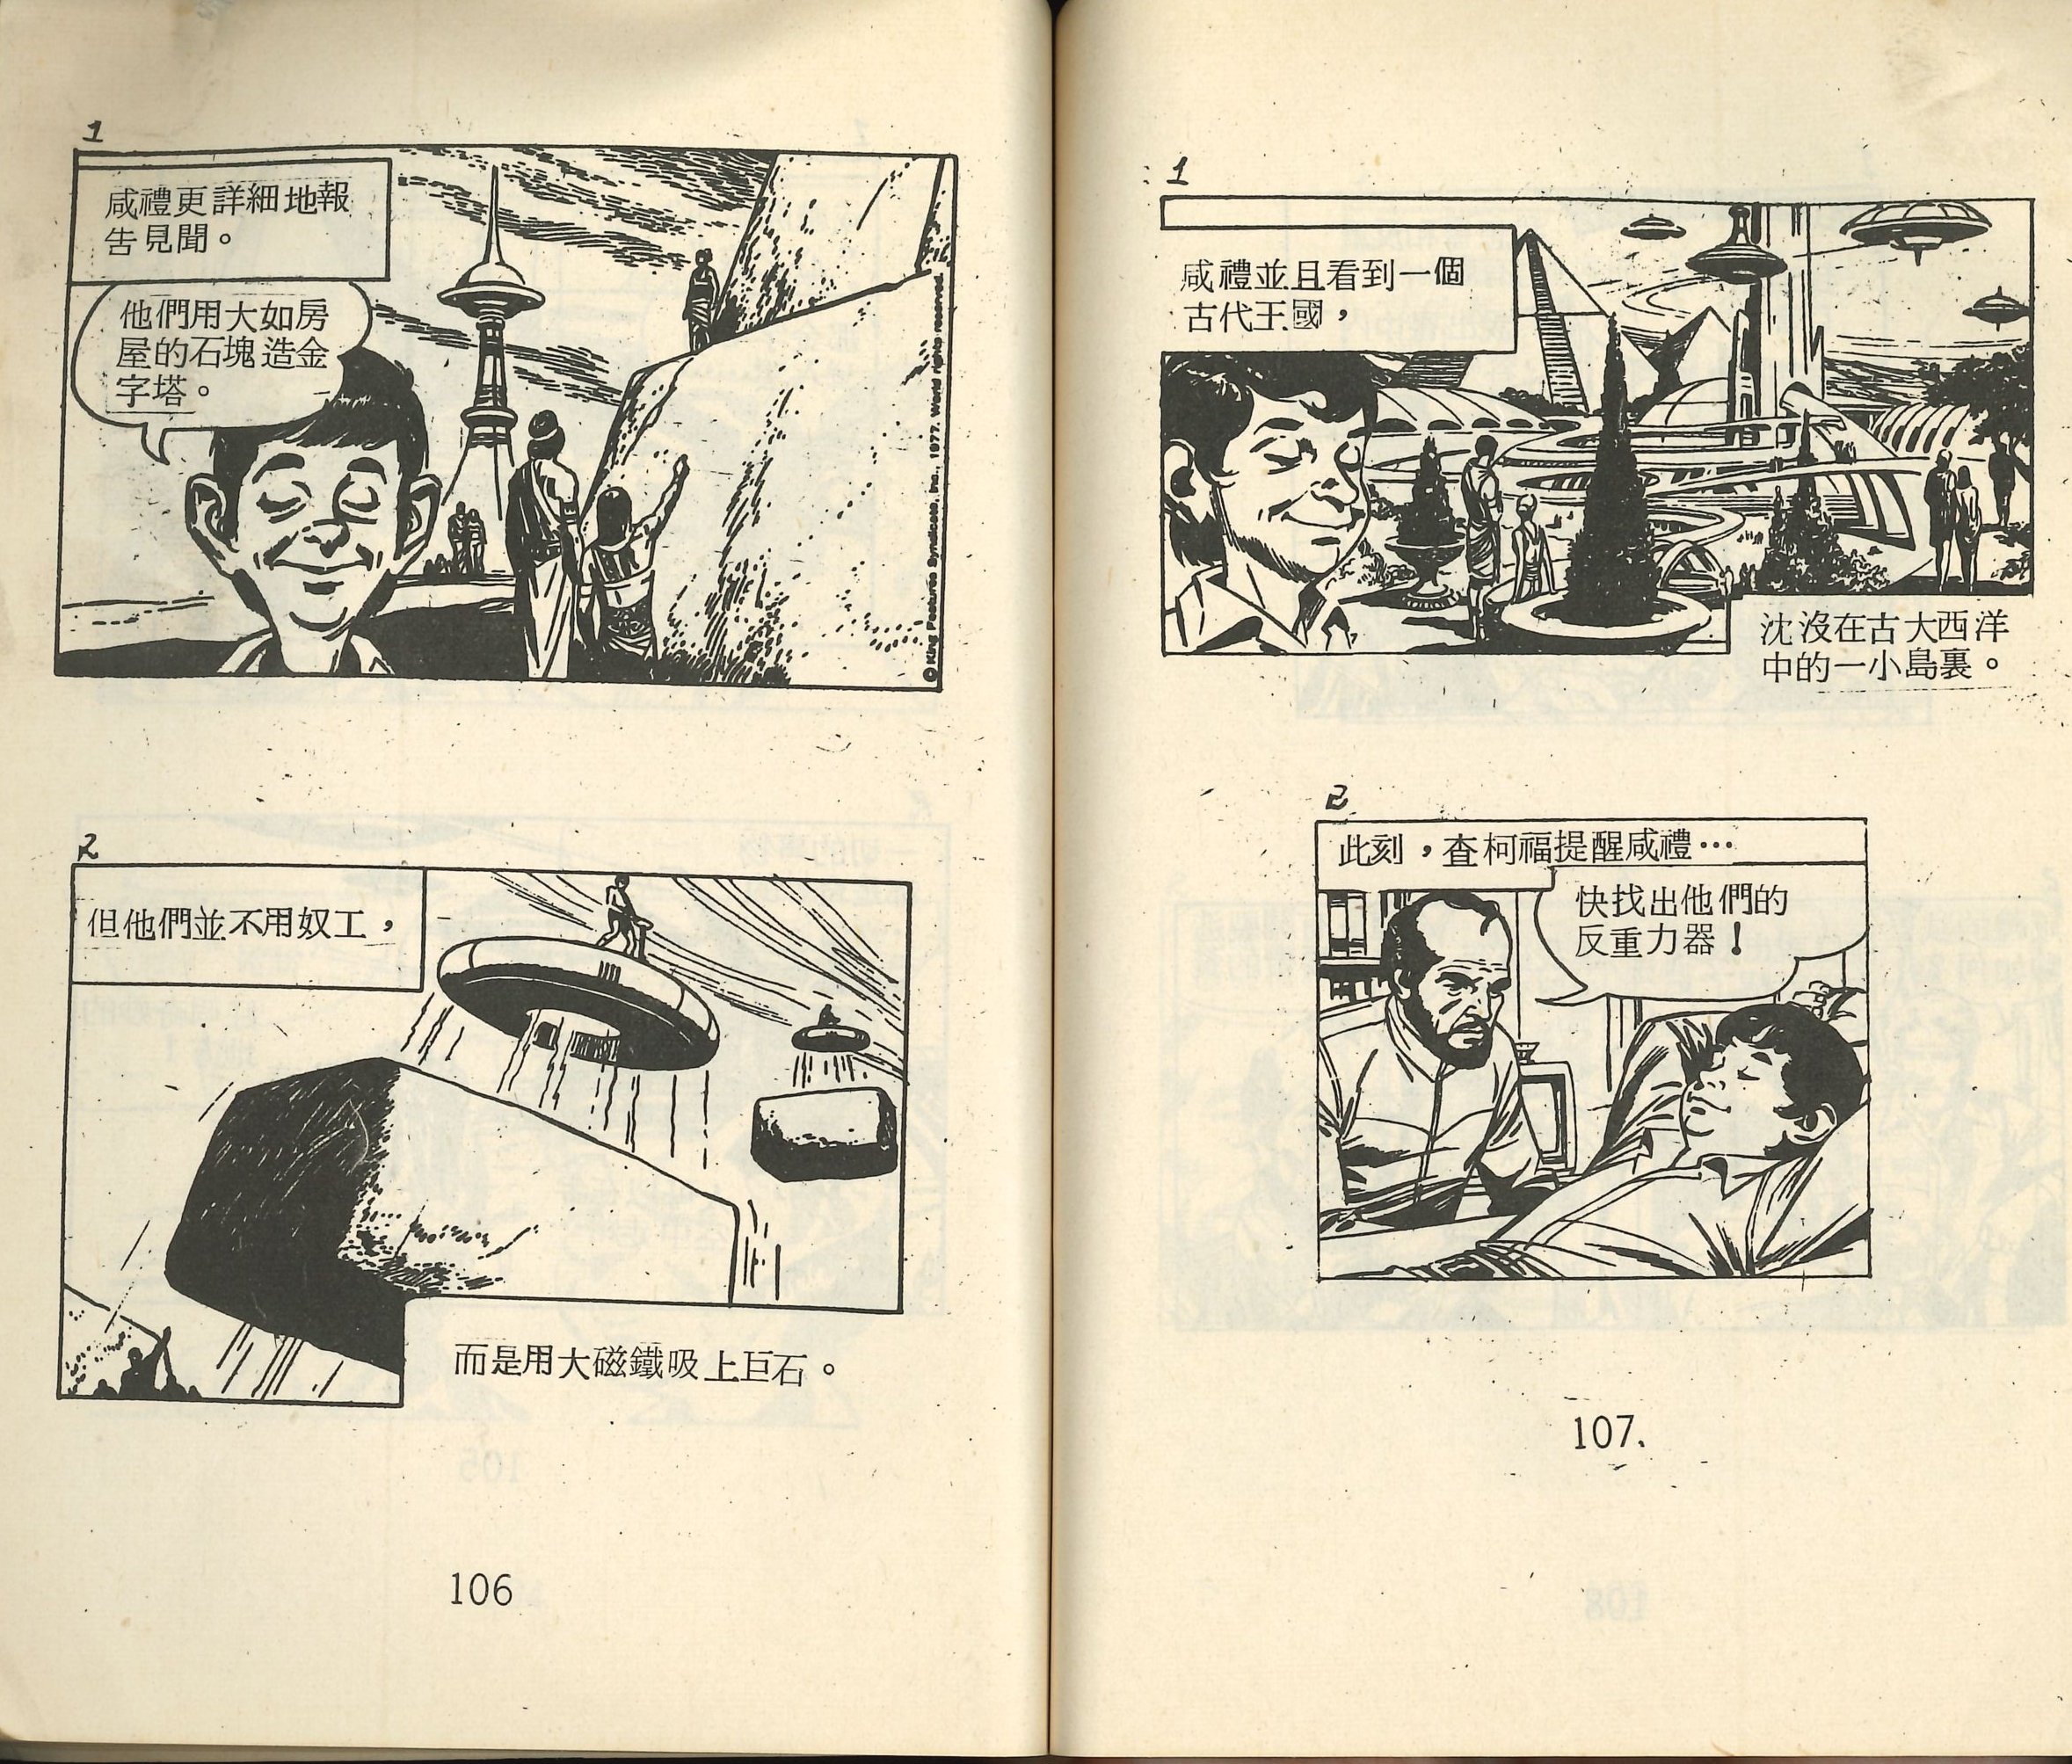 1
咸禮更詳細地報
告見聞。
他們用大如房
屋的石塊造金
字塔。
© King Features Syndicate, Inc., 1977. World rights reserved.
2
但他們並不用奴工，
而是用大磁鐵吸上巨石。
106
1
咸禮並且看到一個
古代王國，
沈沒在古大西洋
中的一小島裏。
2
此刻，查柯福提醒咸禮…
快找出他們的
反重力器！
107.